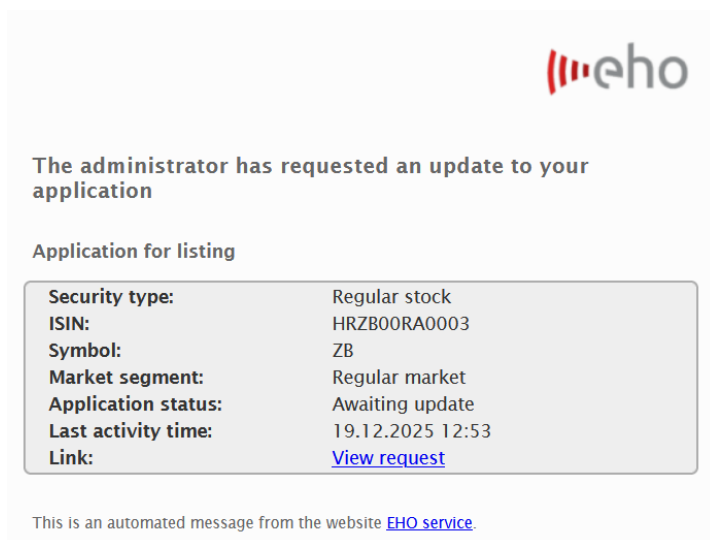 eho
The administrator has requested an update to your
application
Application for listing
Security type: Regular stock
ISIN: HRZB00RA0003
Symbol: ZB
Market segment: Regular market
Application status: Awaiting update
Last activity time: 19.12.2025 12:53
Link: View request
This is an automated message from the website EHO service.